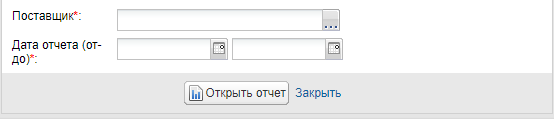 Поставщик*:
Дата отчета (от-
до)*:
Открыть отчет Закрыть